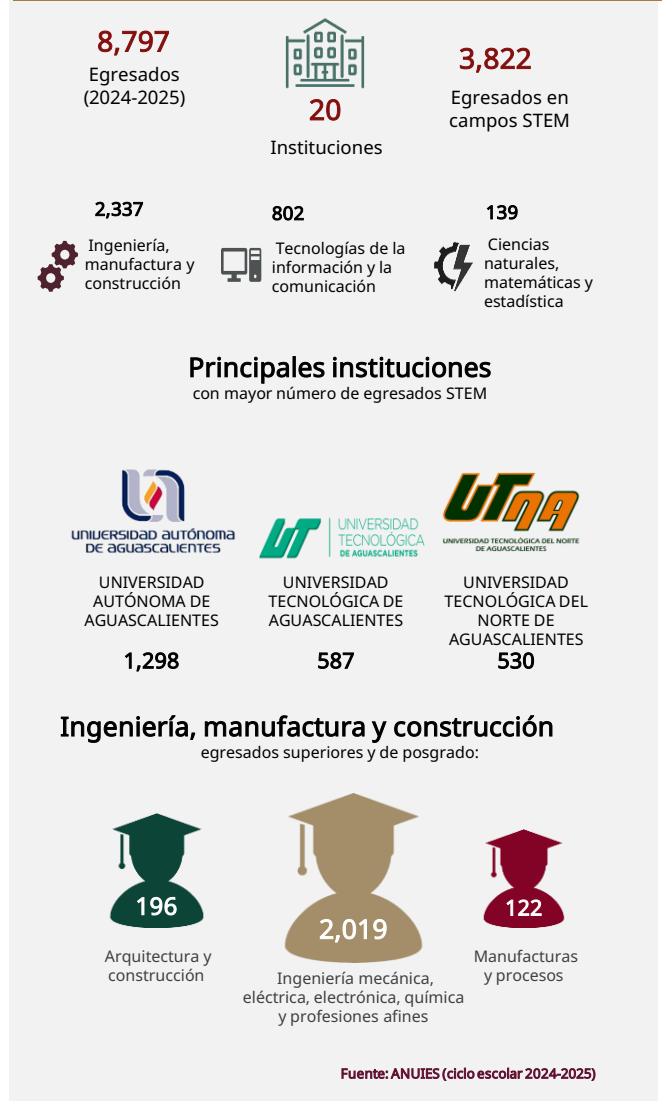 8,797
Egresados
(2024-2025)
20
Instituciones
3,822
Egresados en
campos STEM
2,337
Ingeniería,
manufactura y
construcción
802
Tecnologías de la
información y la
comunicación
139
Ciencias
naturales,
matemáticas y
estadística
Principales instituciones
con mayor número de egresados STEM
UNIVERSIDAD AUTÓNOMA
DE AGUASCALIENTES
UNIVERSIDAD
AUTÓNOMA DE
AGUASCALIENTES
1,298
UT
UNIVERSIDAD
TECNOLÓGICA
DE AGUASCALIENTES
UNIVERSIDAD
TECNOLÓGICA DE
AGUASCALIENTES
587
UTNA
UNIVERSIDAD TECNOLÓGICA DEL NORTE
DE AGUASCALIENTES
UNIVERSIDAD
TECNOLÓGICA DEL
NORTE DE
AGUASCALIENTES
530
Ingeniería, manufactura y construcción
egresados superiores y de posgrado:
196
Arquitectura y
construcción
2,019
Ingeniería mecánica,
eléctrica, electrónica, química
y profesiones afines
122
Manufacturas
y procesos
Fuente: ANUIES (ciclo escolar 2024-2025)